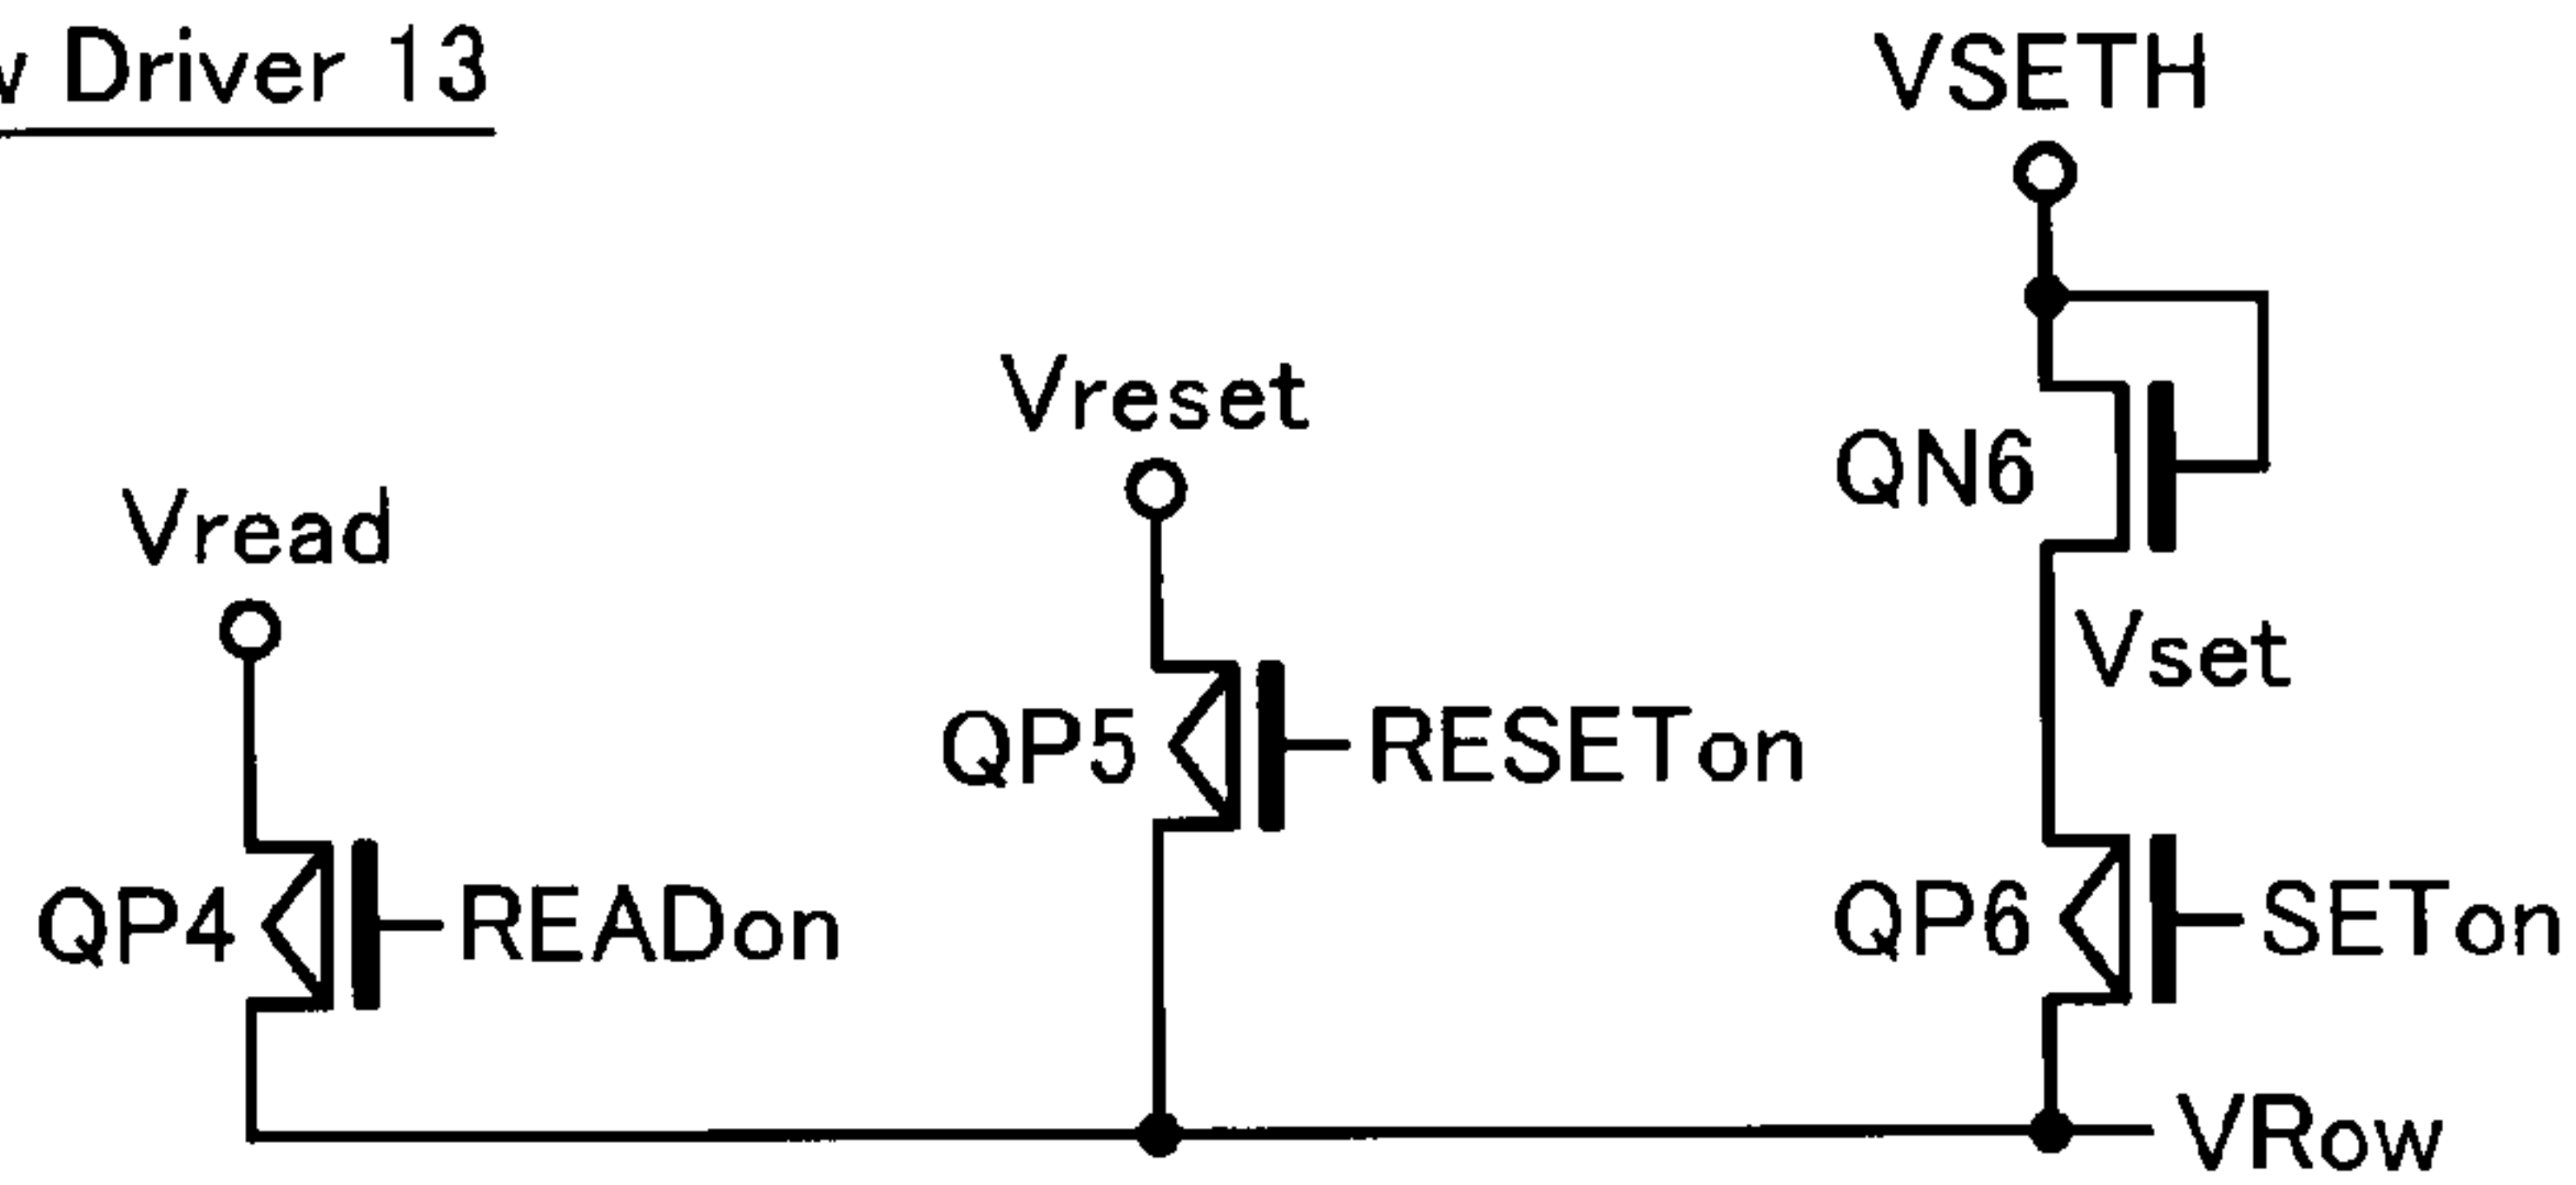 Driver 13
VSETH
Vreset
QN6
Vread
Vset
QP5
RESETon
QP4
READon
QP6
SETon
VRow